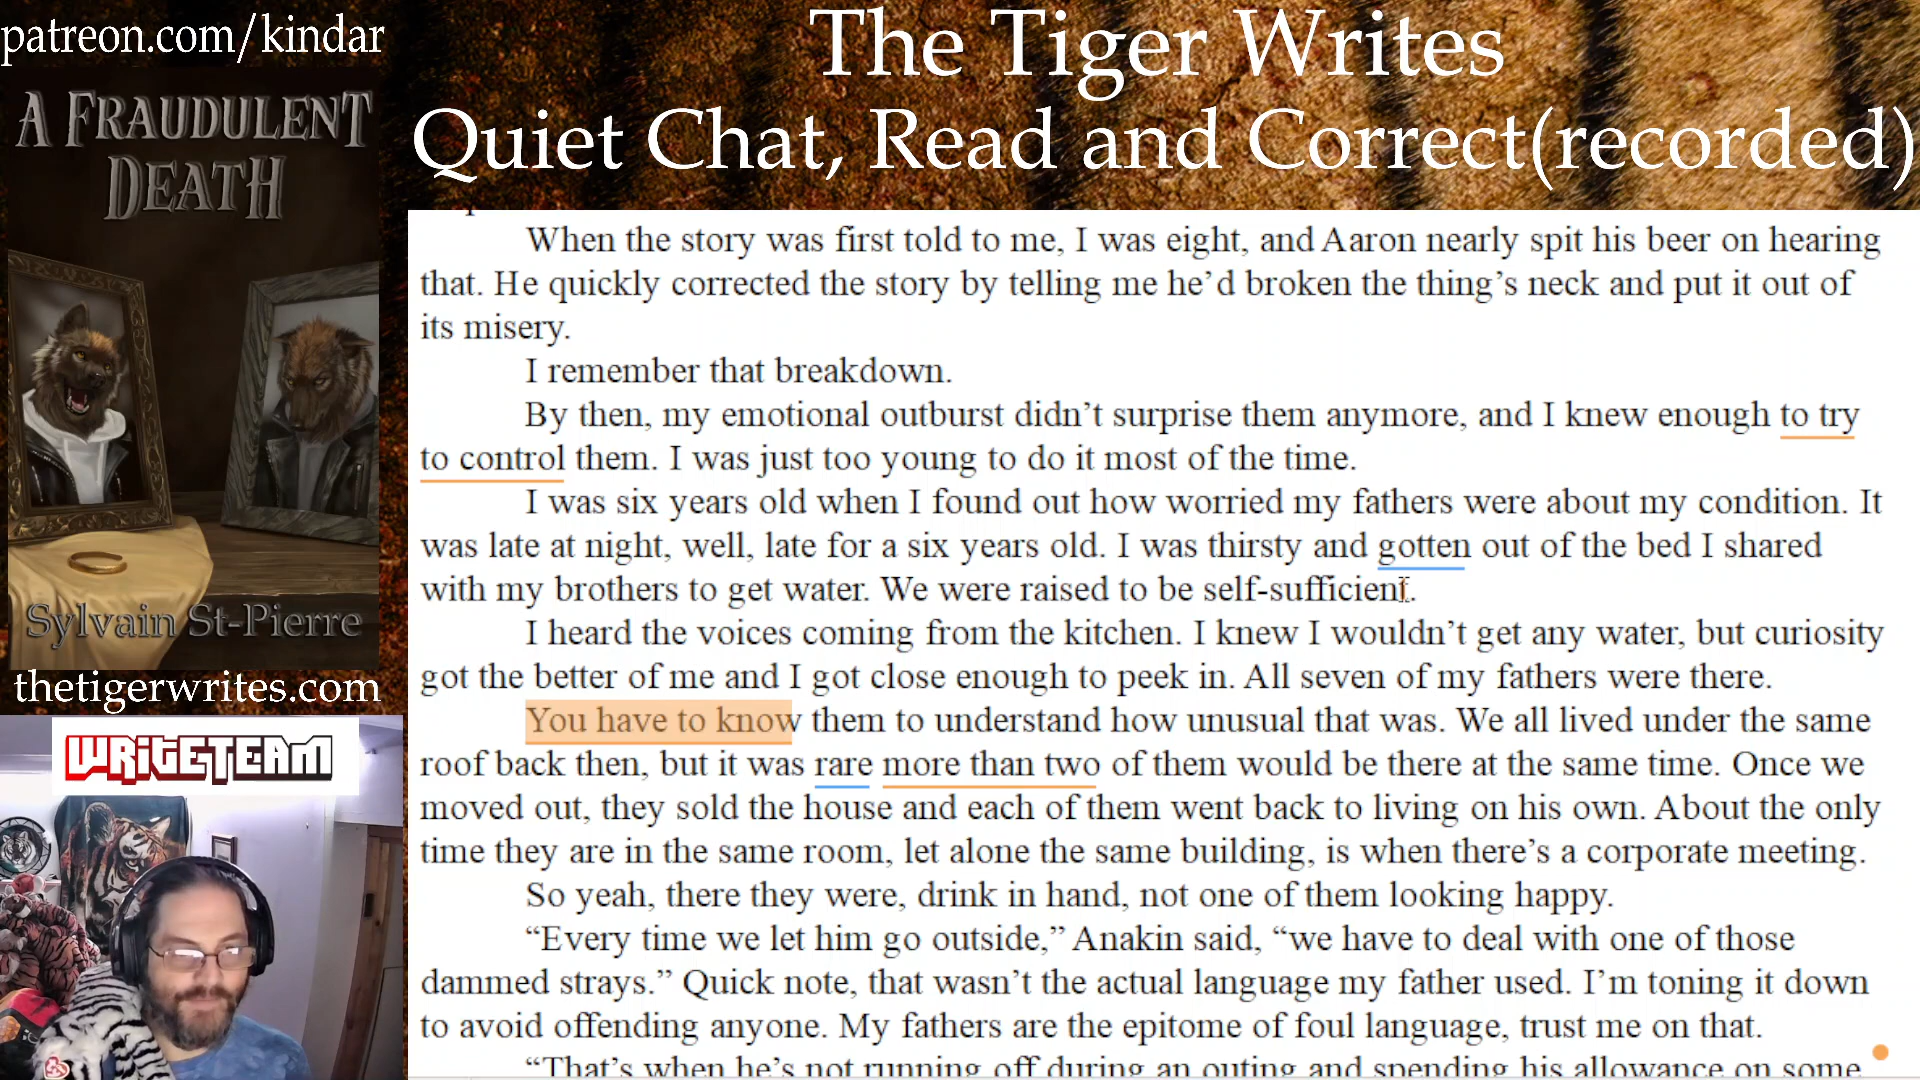 patreon.com/kindar
A FRAUDULENT
DEATH
Sylvain St-Pierre
thetigerwrites.com
WRITETEAM
The Tiger Writes
Quiet Chat, Read and Correct(recorded)
When the story was first told to me, I was eight, and Aaron nearly spit his beer on hearing
that. He quickly corrected the story by telling me he’d broken the thing’s neck and put it out of
its misery.
I remember that breakdown.
By then, my emotional outburst didn’t surprise them anymore, and I knew enough to try
to control them. I was just too young to do it most of the time.
I was six years old when I found out how worried my fathers were about my condition. It
was late at night, well, late for a six years old. I was thirsty and gotten out of the bed I shared
with my brothers to get water. We were raised to be self-sufficient.
I heard the voices coming from the kitchen. I knew I wouldn’t get any water, but curiosity
got the better of me and I got close enough to peek in. All seven of my fathers were there.
You have to know them to understand how unusual that was. We all lived under the same
roof back then, but it was rare more than two of them would be there at the same time. Once we
moved out, they sold the house and each of them went back to living on his own. About the only
time they are in the same room, let alone the same building, is when there’s a corporate meeting.
So yeah, there they were, drink in hand, not one of them looking happy.
“Every time we let him go outside,” Anakin said, “we have to deal with one of those
dammed strays.” Quick note, that wasn’t the actual language my father used. I’m toning it down
to avoid offending anyone. My fathers are the epitome of foul language, trust me on that.
“That’s when he’s not running off during an outing and spending his allowance on some